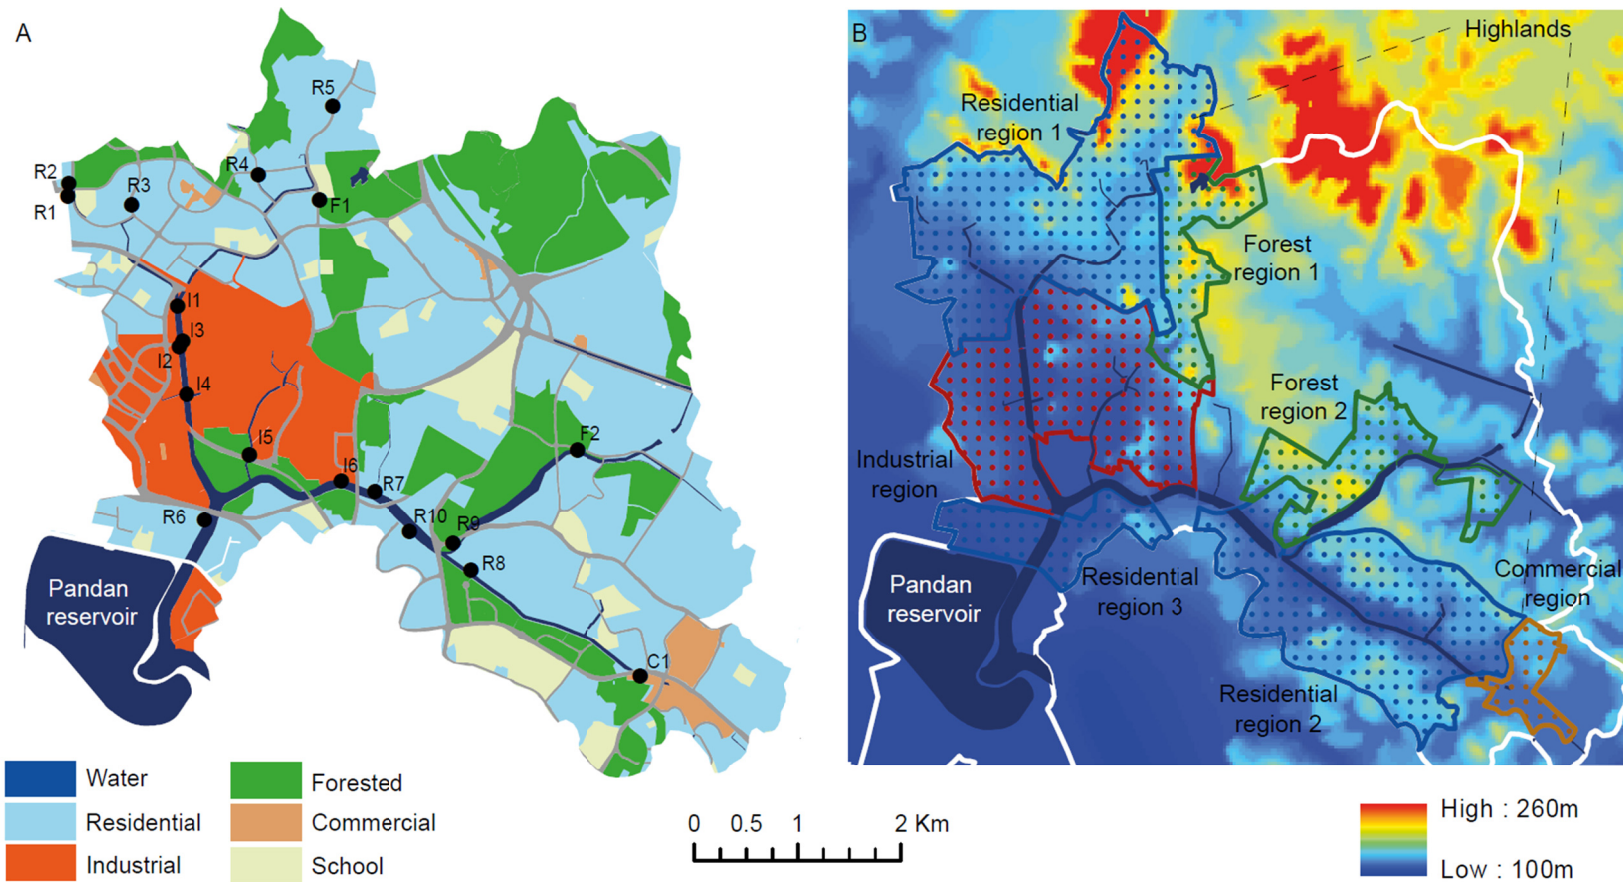 A
R5
R2
R3
R4
R1
F1
I1
I3
I2
I4
I5
I6
F2
R7
R6
R10
R9
R8
Pandan
reservoir
C1
Water
Residential
Industrial
Forested
Commercial
School
0 0.5 1 2 Km
B
Highlands
Residential
region 1
Forest
region 1
Forest
region 2
Industrial
region
Pandan
reservoir
Residential
region 3
Commercial
region
Residential
region 2
High : 260m
Low : 100m